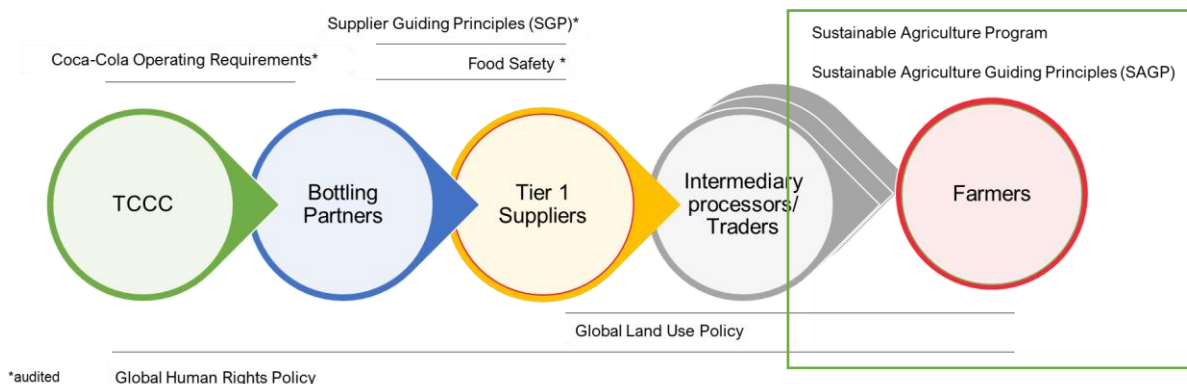 Supplier Guiding Principles (SGP)*
Coca-Cola Operating Requirements*
Food Safety *
Sustainable Agriculture Program
Sustainable Agriculture Guiding Principles (SAGP)
TCCC
Bottling
Partners
Tier 1
Suppliers
Intermediary
processors/
Traders
Farmers
Global Land Use Policy
*audited
Global Human Rights Policy